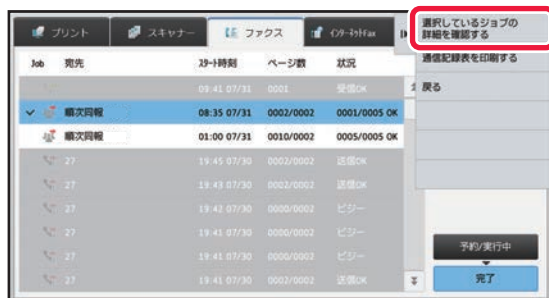 プリント スキャナー ファクス インターネットFax
Job 宛先 スタート時刻 ページ数 状況
09:41 07/31 0001 受信OK
順次同報 08:35 07/31 0002/0002 0001/0005 OK
順次同報 01:00 07/31 0010/0002 0005/0005 OK
27 19:45 07/30 0002/0002 送信OK
27 19:43 07/30 0002/0002 送信OK
27 19:42 07/30 0000/0002 ビジー
27 19:41 07/30 0000/0002 ビジー
27 19:41 07/30 0000/0002 ビジー
27 19:41 07/30 0002/0002 送信OK
選択しているジョブの
詳細を確認する
通信記録表を印刷する
戻る
予約/実行中
完了